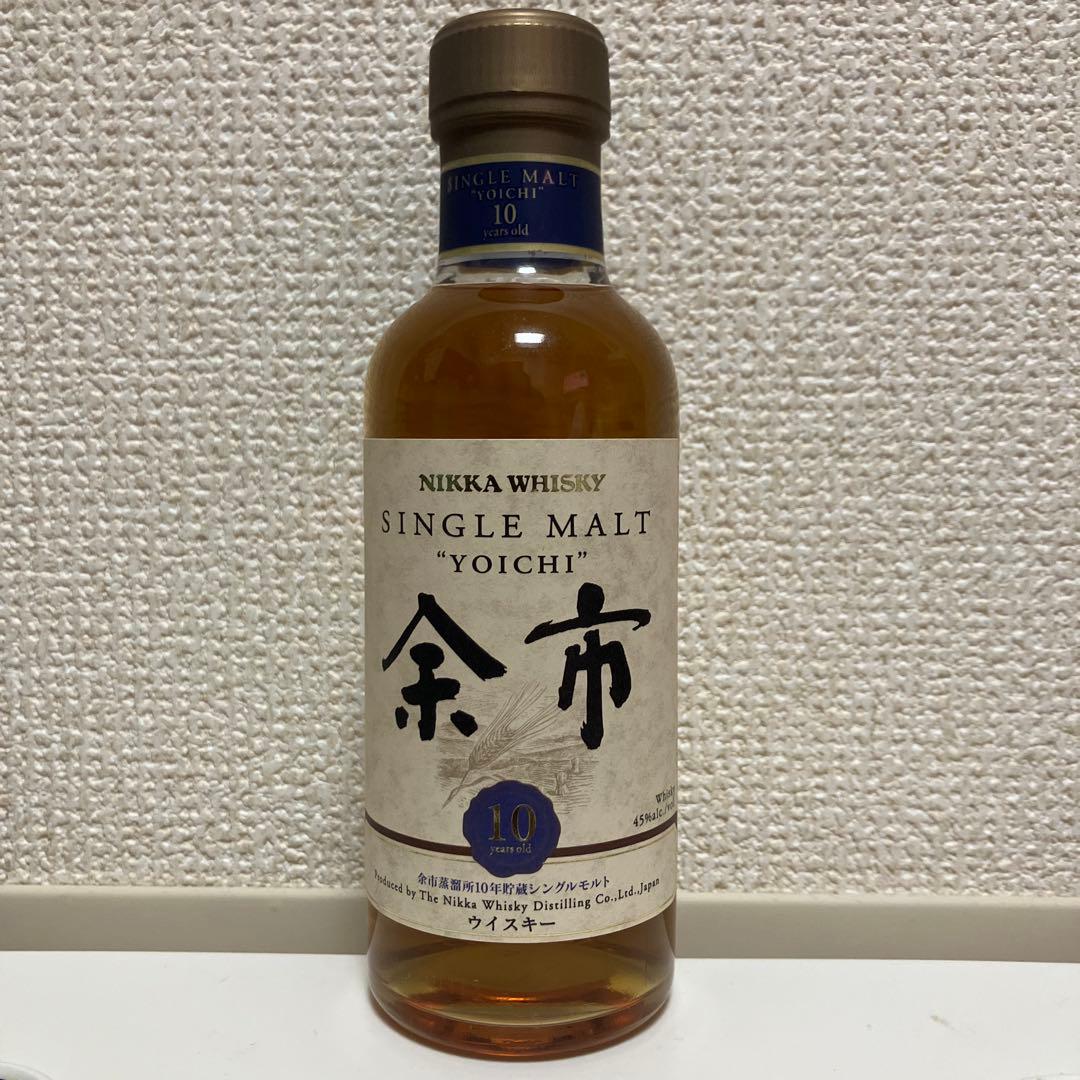 SINGLE MALT
"YOICHI"
10
years old
NIKKA WHISKY
SINGLE MALT
"YOICHI"
余市
10
years old
Whisky
45%alc./vol.
余市蒸溜所10年貯蔵シングルモルト
Produced by The Nikka Whisky Distilling Co.,Ltd.,Japan
ウイスキー